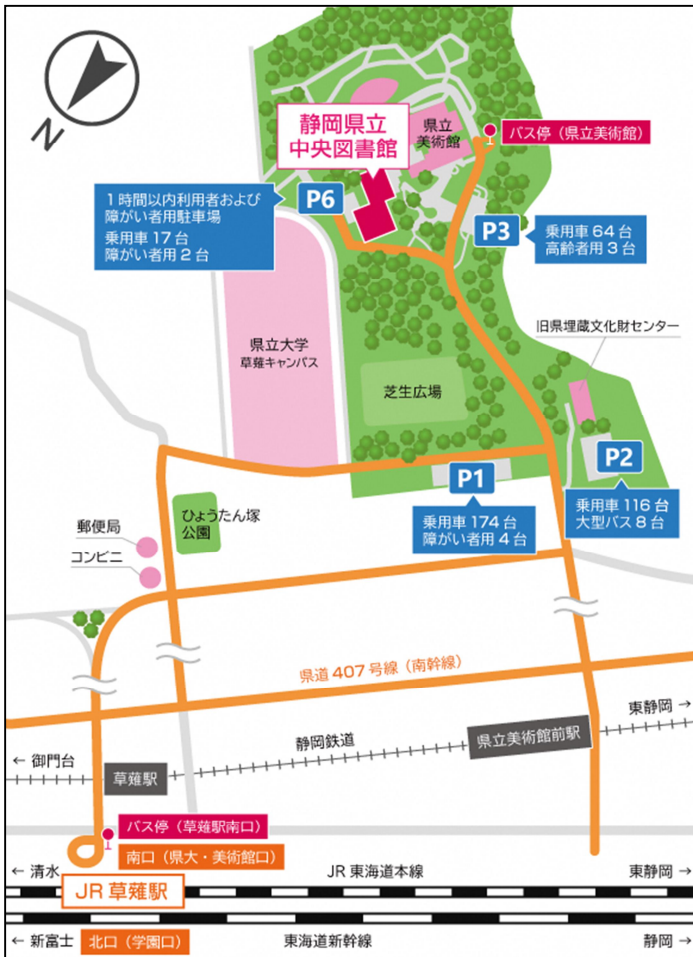 N
静岡県立
中央図書館
県立
美術館
バス停（県立美術館）
1時間以内利用者および
障がい者用駐車場
乗用車 17 台
障がい者用 2 台
P6
P3
乗用車 64 台
高齢者用 3 台
旧県埋蔵文化財センター
県立大学
草薙キャンパス
芝生広場
P2
乗用車 116 台
大型バス 8 台
P1
乗用車 174 台
障がい者用 4 台
ひょうたん塚
公園
郵便局
コンビニ
県道 407 号線（南幹線）
東静岡 →
静岡鉄道
県立美術館前駅
← 御門台
草薙駅
バス停（草薙駅南口）
南口（県大・美術館口）
← 清水
JR 東海道本線
東静岡 →
JR 草薙駅
← 新富士
北口（学園口）
東海道新幹線
静岡 →